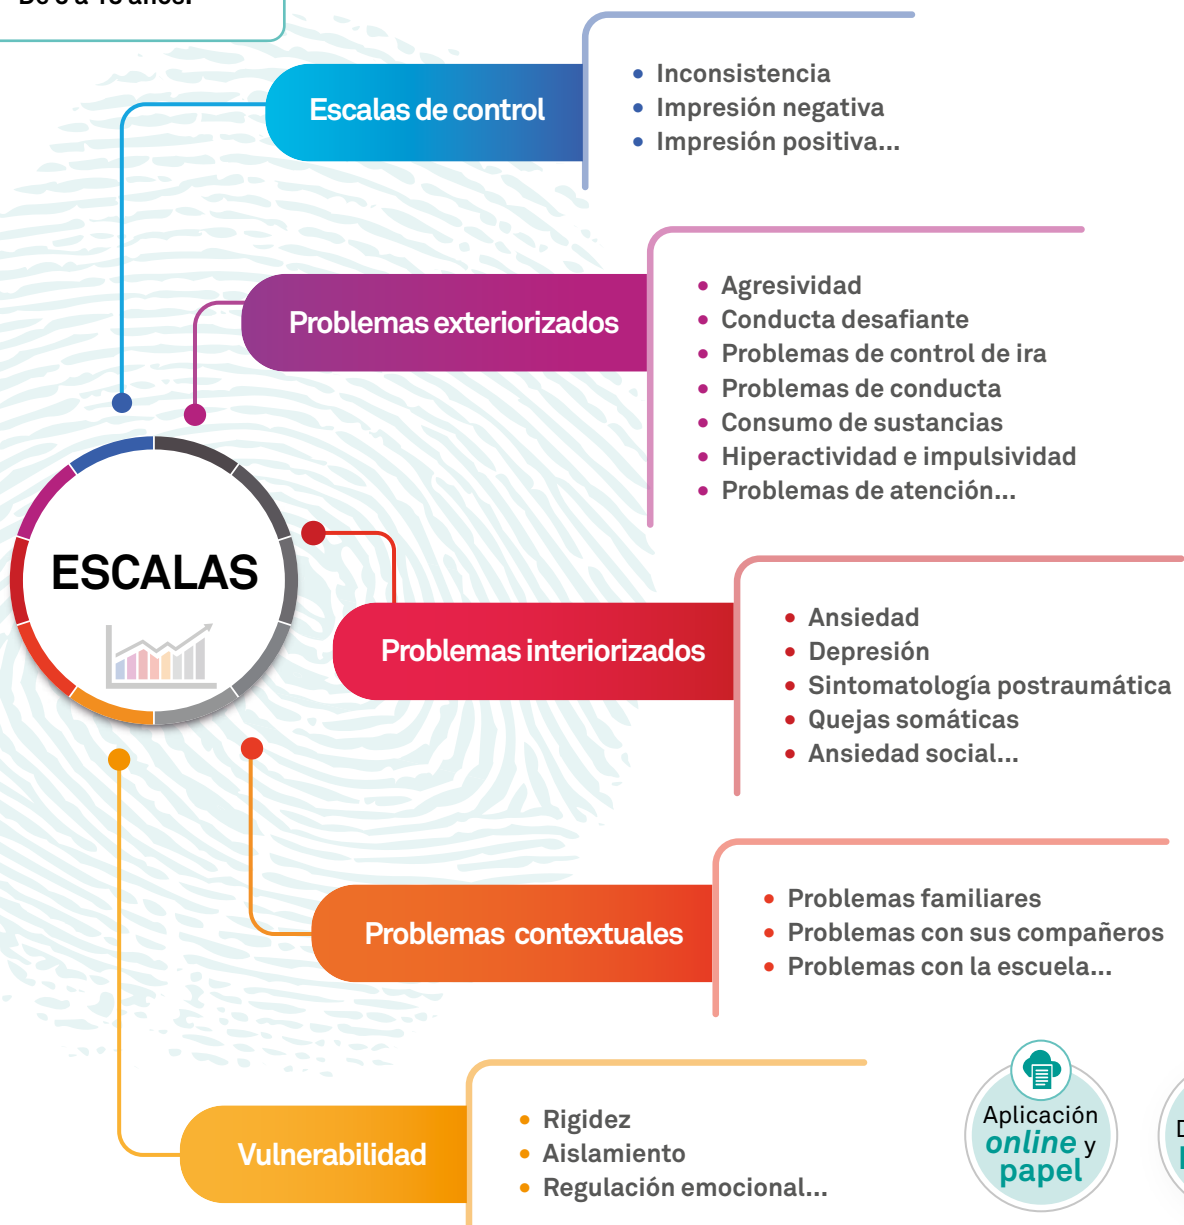 Escalas de control
• Inconsistencia
• Impresión negativa
• Impresión positiva...
Problemas exteriorizados
• Agresividad
• Conducta desafiante
• Problemas de control de ira
• Problemas de conducta
• Consumo de sustancias
• Hiperactividad e impulsividad
• Problemas de atención...
ESCALAS
Problemas interiorizados
• Ansiedad
• Depresión
• Sintomatología postraumática
• Quejas somáticas
• Ansiedad social...
Problemas contextuales
• Problemas familiares
• Problemas con sus compañeros
• Problemas con la escuela...
Vulnerabilidad
• Rigidez
• Aislamiento
• Regulación emocional...
Aplicación
online y
papel